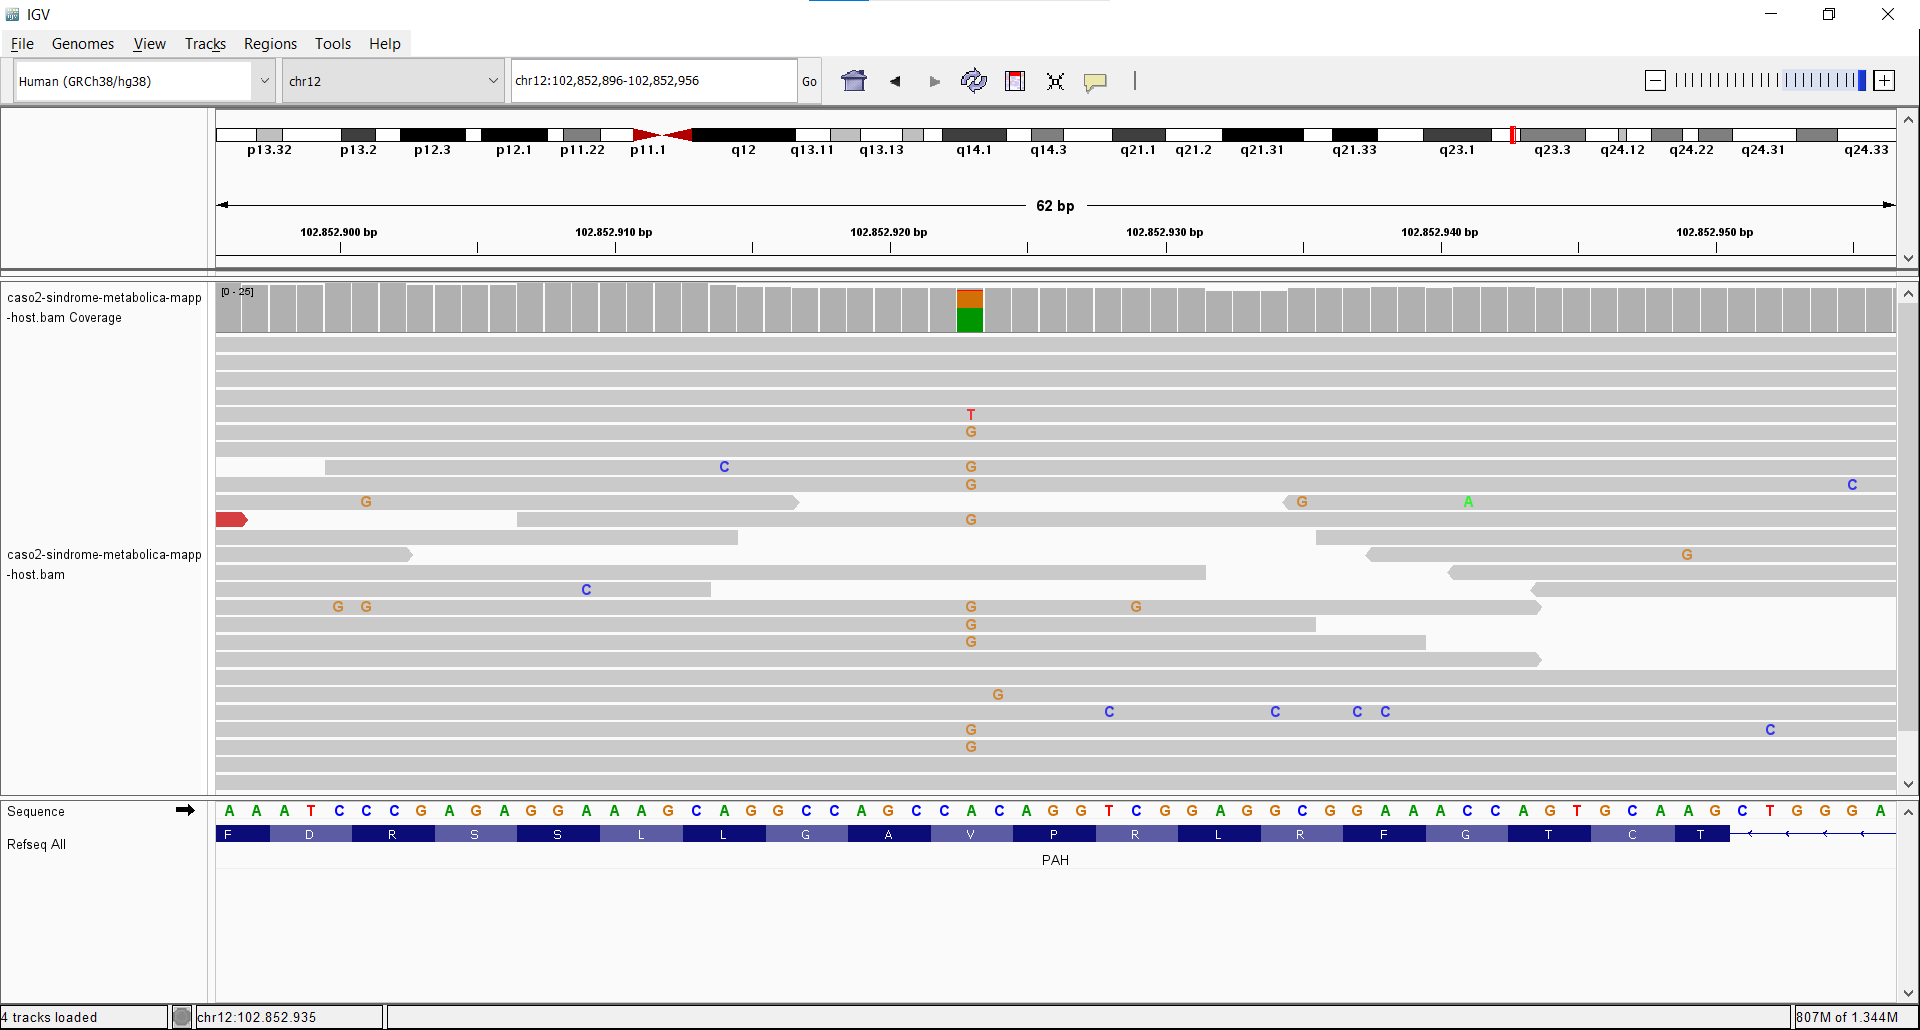 IGV
File Genomes View Tracks Regions Tools Help
Human (GRCh38/hg38) chr12 chr12:102,852,896-102,852,956 Go
p13.32 p13.2 p12.3 p12.1 p11.22 p11.1 q12 q13.11 q13.13 q14.1 q14.3 q21.1 q21.2 q21.31 q21.33 q23.1 q23.3 q24.12 q24.22 q24.31 q24.33
62 bp
102.852.900 bp 102.852.910 bp 102.852.920 bp 102.852.930 bp 102.852.940 bp 102.852.950 bp
caso2-sindrome-metabolica-mapp
-host.bam Coverage
[0 - 25]
T
G
C G
G C
G G A
G
caso2-sindrome-metabolica-mapp
-host.bam
G
C
G G G G
G
G
G
C C C C
G C
G
Sequence A A A T C C C G A G A G G A A A G C A G G C C A G C C A C A G G T C G G A G G C G G A A A C C A G T G C A A G C T G G G A
Refseq All F D R S S L L G A V P R L R F G T C T
PAH
4 tracks loaded chr12:102.852.935 807M of 1.344M